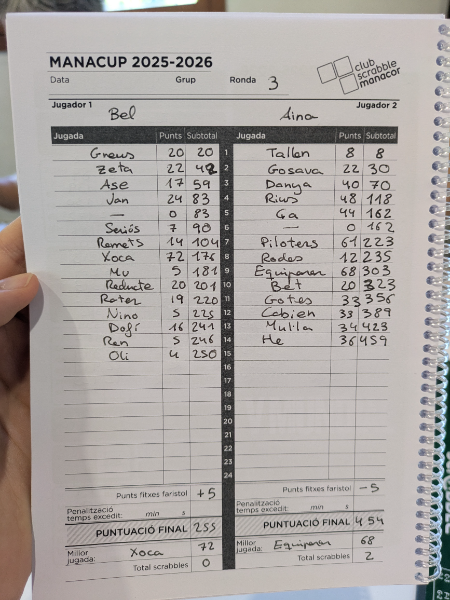 MANACUP 2025-2026
club scrabble manacor
Data Grup Ronda 3
Jugador 1 Bel Aina Jugador 2
Jugada Punts Subtotal Jugada Punts Subtotal
Greus 20 20 1 Tallen 8 8
Zeta 22 42 2 Gosava 22 30
Ase 17 59 3 Danya 40 70
Van 24 83 4 Rius 48 118
— 0 83 5 Ga 44 162
Seriós 7 90 6 — 0 162
Remets 14 104 7 Piloters 61 223
Xoca 72 176 8 Rodes 12 235
Mu 5 181 9 Equiparen 68 303
Reducte 20 201 10 Bet 20 323
Roter 19 220 11 Gotes 33 356
Nino 5 225 12 Cabien 33 389
Dogí 16 241 13 Mulla 34 423
Ren 5 246 14 He 36 459
Oli 4 250 15
16
17
18
19
20
21
22
23
24
Punts fitxes faristol +5 Punts fitxes faristol -5
Penalització temps excedit: min s Penalització temps excedit: min s
PUNTUACIÓ FINAL 255 PUNTUACIÓ FINAL 454
Millor jugada: Xoca 72 Millor jugada: Equiparen 68
Total scrabbles 0 Total scrabbles 2